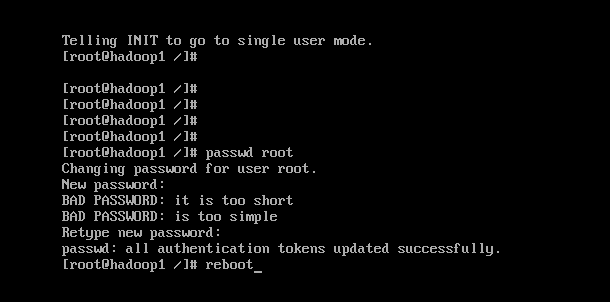 Telling INIT to go to single user mode.
[root@hadoop1 /]#
[root@hadoop1 /]#
[root@hadoop1 /]#
[root@hadoop1 /]#
[root@hadoop1 /]#
[root@hadoop1 /]# passwd root
Changing password for user root.
New password:
BAD PASSWORD: it is too short
BAD PASSWORD: is too simple
Retype new password:
passwd: all authentication tokens updated successfully.
[root@hadoop1 /]# reboot_